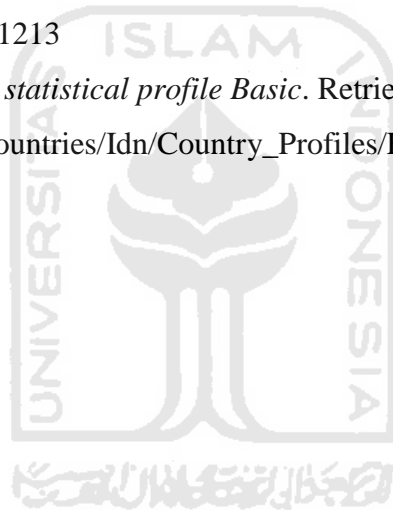 1213
statistical profile Basic. Retrie
ountries/Idn/Country_Profiles/
ISLAM
UNIVERSITAS
INDONESIA